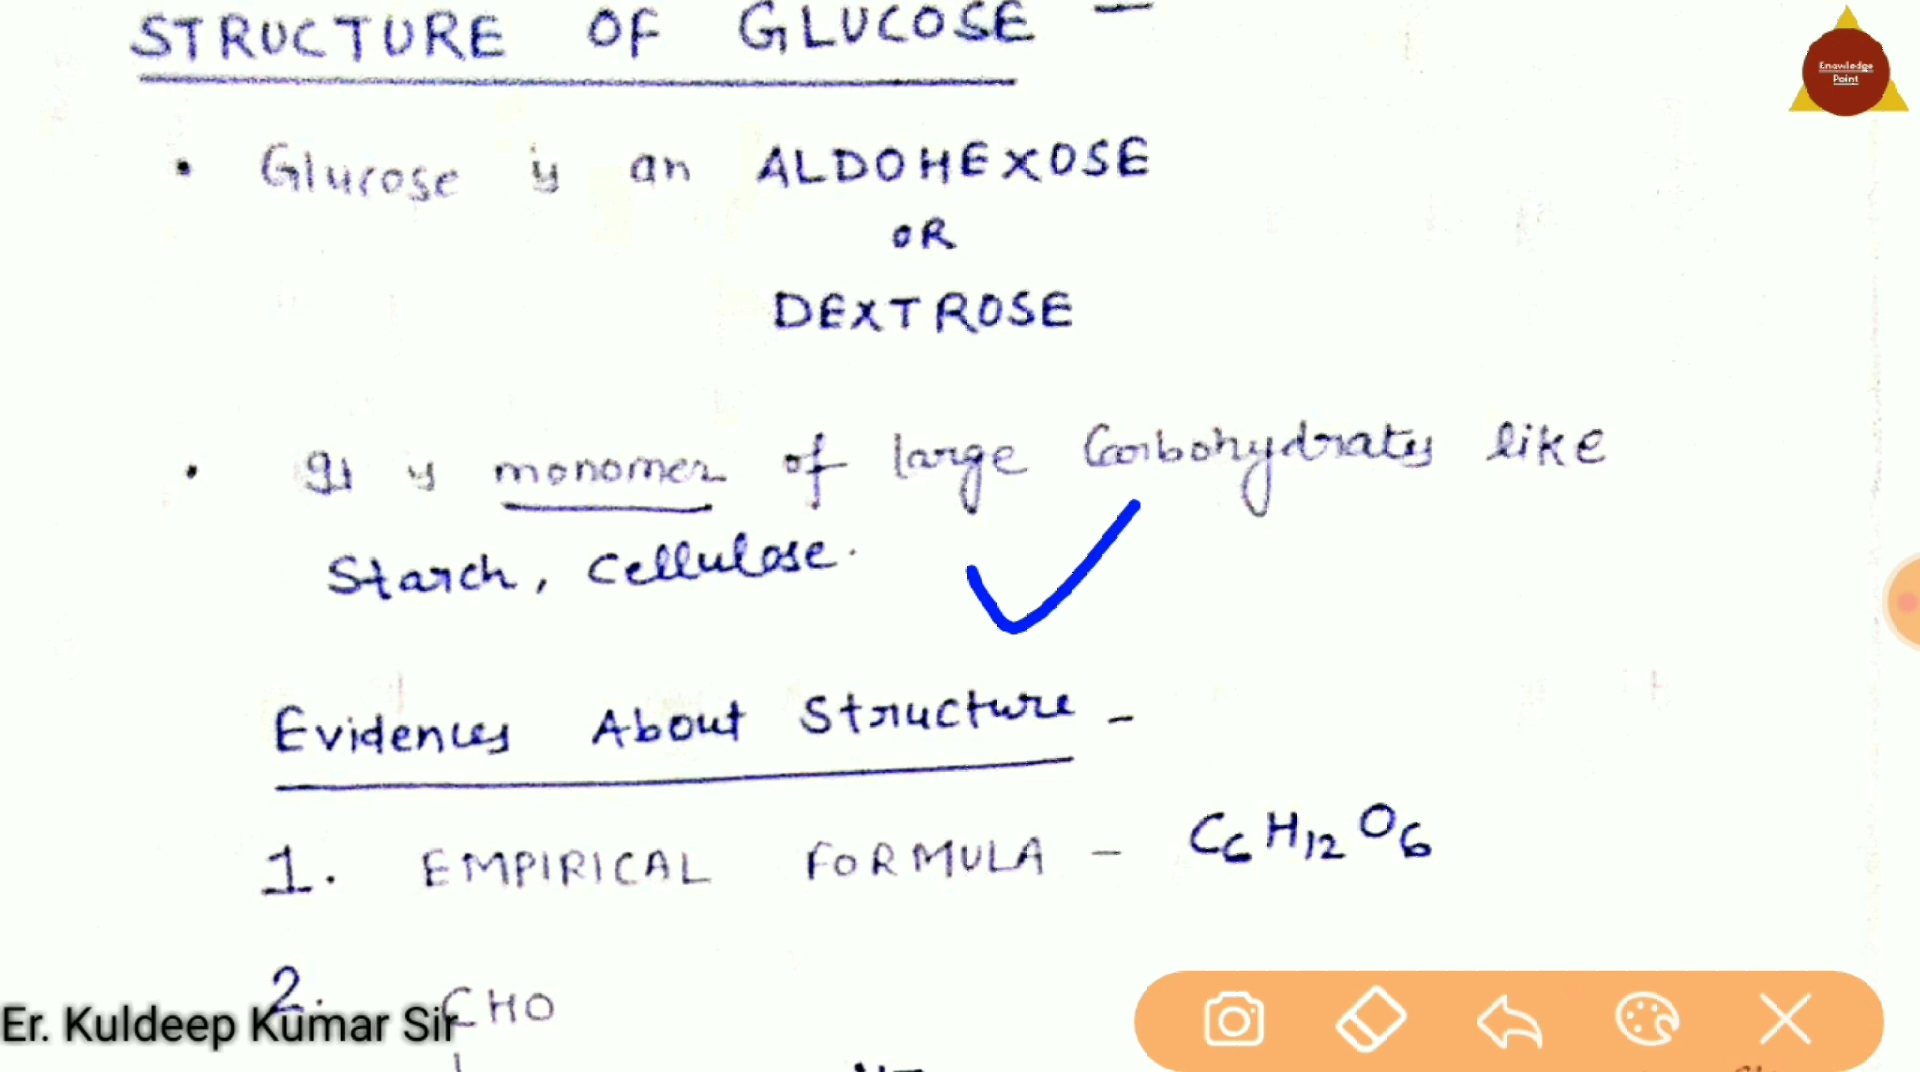 STRUCTURE OF GLUCOSE -
Knowledge
Point
• Glucose is an ALDOHEXOSE
OR
DEXTROSE
• It is monomer of large Carbohydrates like
Starch, Cellulose.
Evidences About Structure -
1. EMPIRICAL FORMULA - C6H12O6
2. CHO
Er. Kuldeep Kumar Sir